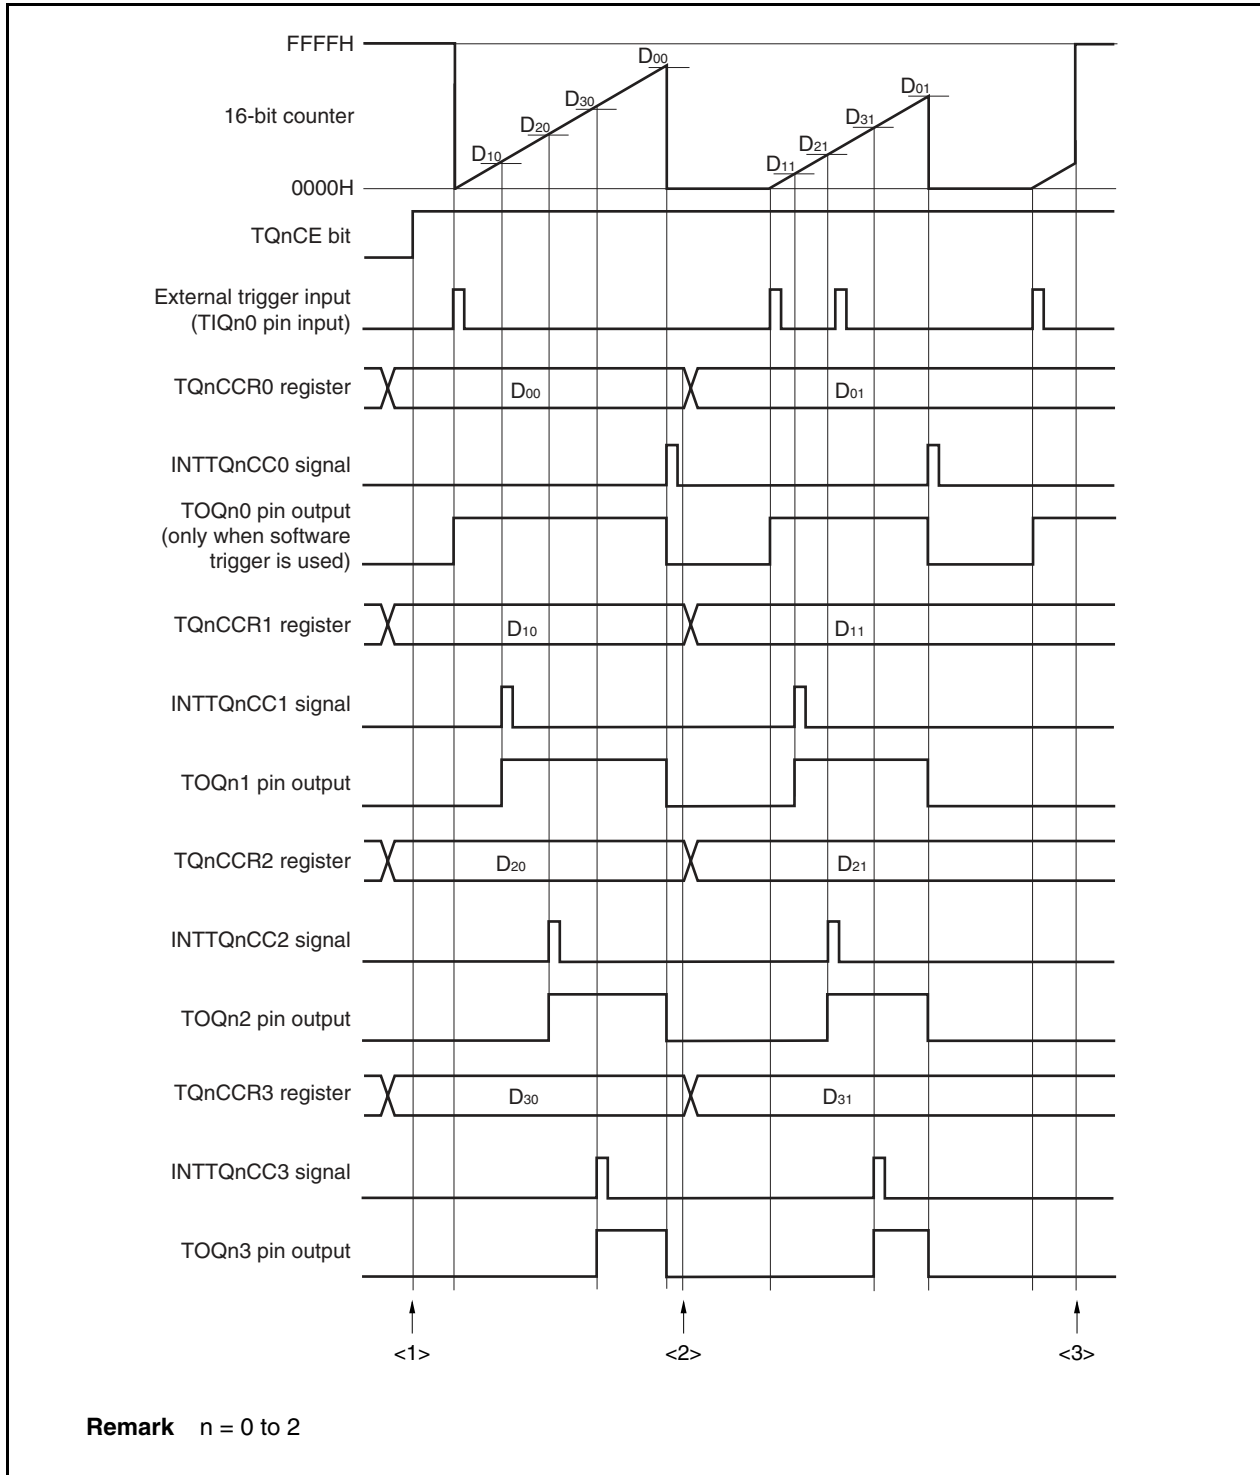 FFFFH
D00
D01
D30
D31
16-bit counter
D20
D21
D10
D11
0000H
TQnCE bit
External trigger input
(TIQn0 pin input)
TQnCCR0 register
D00
D01
INTTQnCC0 signal
TOQn0 pin output
(only when software
trigger is used)
TQnCCR1 register
D10
D11
INTTQnCC1 signal
TOQn1 pin output
TQnCCR2 register
D20
D21
INTTQnCC2 signal
TOQn2 pin output
TQnCCR3 register
D30
D31
INTTQnCC3 signal
TOQn3 pin output
<1>
<2>
<3>
Remark n = 0 to 2